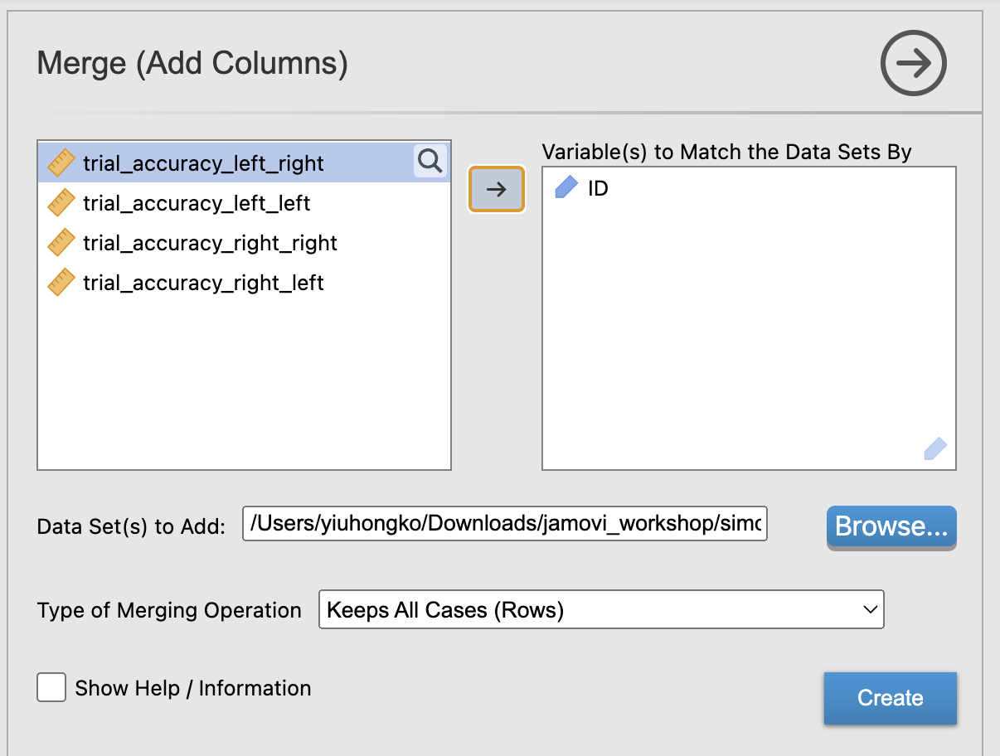 Merge (Add Columns)
trial_accuracy_left_right
trial_accuracy_left_left
trial_accuracy_right_right
trial_accuracy_right_left
Variable(s) to Match the Data Sets By
ID
Data Set(s) to Add: /Users/yiuhongko/Downloads/jamovi_workshop/simo Browse...
Type of Merging Operation Keeps All Cases (Rows)
Show Help / Information
Create